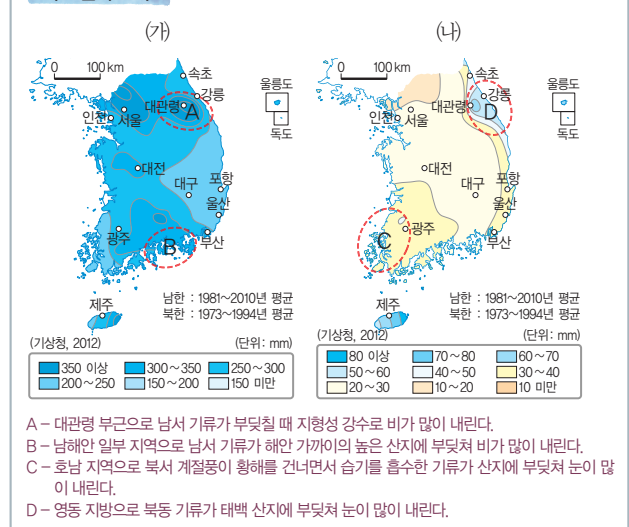 (가)
(나)
0 100 km
속초
강릉
대관령
A
인천
서울
울릉도
독도
대전
대구
포항
울산
광주
B
부산
제주
남한 : 1981~2010년 평균
북한 : 1973~1994년 평균
(기상청, 2012) (단위: mm)
350 이상 300~350 250~300
200~250 150~200 150 미만
0 100 km
속초
강릉
대관령
D
인천
서울
울릉도
독도
대전
대구
포항
울산
C
광주
부산
제주
남한 : 1981~2010년 평균
북한 : 1973~1994년 평균
(기상청, 2012) (단위: mm)
80 이상 70~80 60~70
50~60 40~50 30~40
20~30 10~20 10 미만
A – 대관령 부근으로 남서 기류가 부딪칠 때 지형성 강수로 비가 많이 내린다.
B – 남해안 일부 지역으로 남서 기류가 해안 가까이의 높은 산지에 부딪쳐 비가 많이 내린다.
C – 호남 지역으로 북서 계절풍이 황해를 건너면서 습기를 흡수한 기류가 산지에 부딪쳐 눈이 많
이 내린다.
D – 영동 지방으로 북동 기류가 태백 산지에 부딪쳐 눈이 많이 내린다.